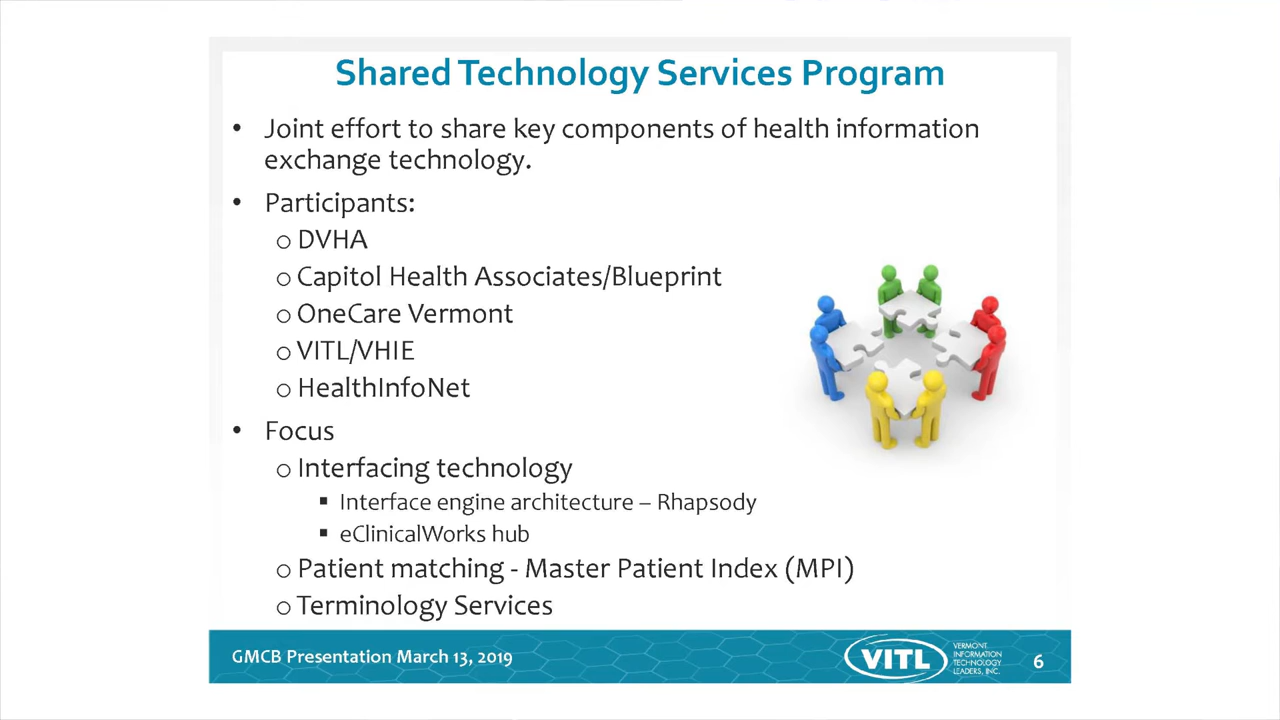 Shared Technology Services Program
• Joint effort to share key components of health information
exchange technology.
• Participants:
o DVHA
o Capitol Health Associates/Blueprint
o OneCare Vermont
o VITL/VHIE
o HealthInfoNet
• Focus
o Interfacing technology
▪ Interface engine architecture – Rhapsody
▪ eClinicalWorks hub
o Patient matching - Master Patient Index (MPI)
o Terminology Services
GMCB Presentation March 13, 2019
VITL
VERMONT
INFORMATION
TECHNOLOGY
LEADERS, INC.
6